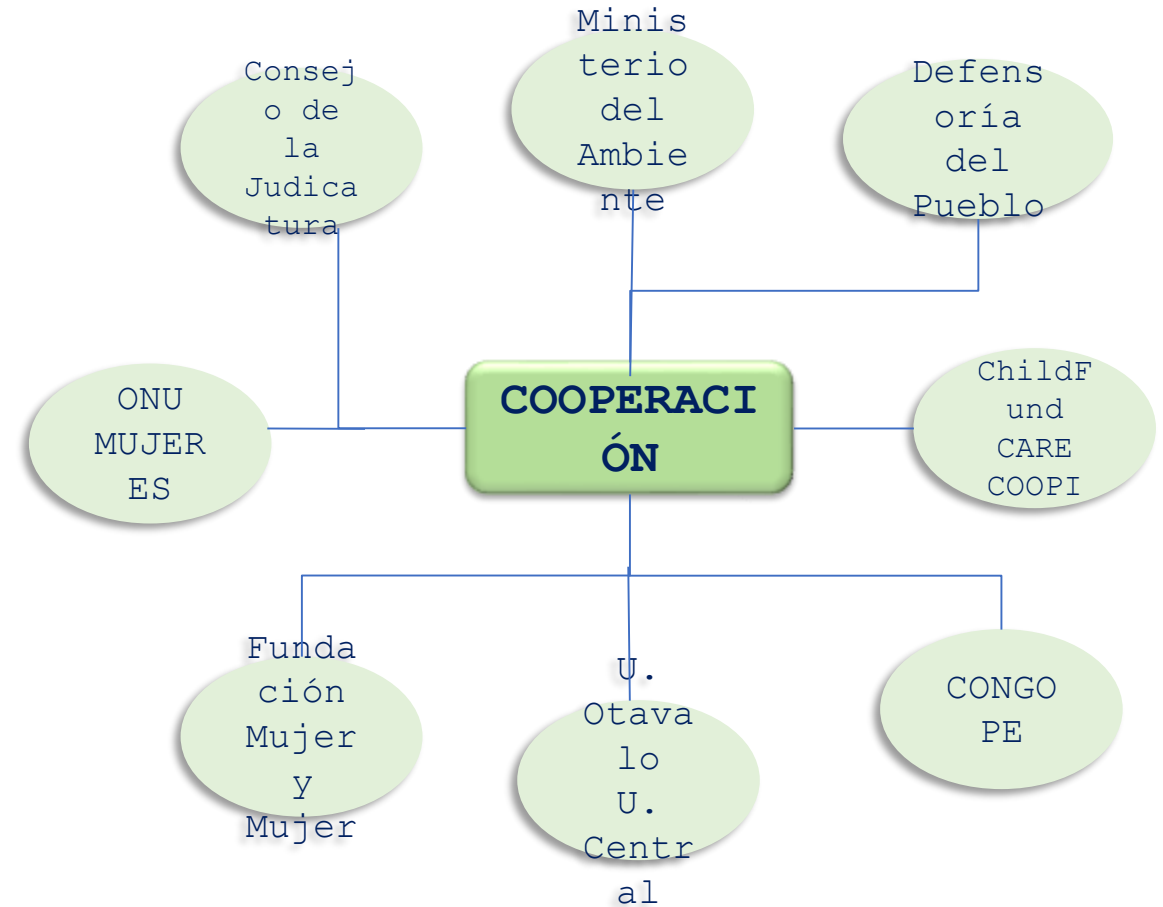 Consej
o de
la
Judica
tura
Minis
terio
del
Ambie
nte
Defens
oría
del
Pueblo
ONU
MUJER
ES
COOPERACI
ÓN
ChildF
und
CARE
COOPI
Funda
ción
Mujer
y
Mujer
U.
Otava
lo
U.
Centr
al
CONGO
PE